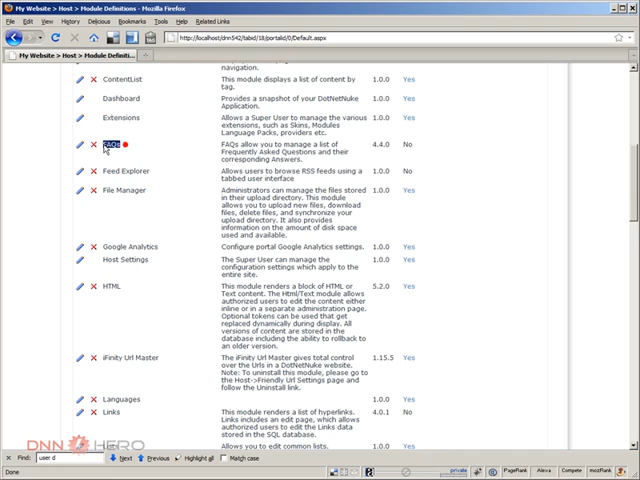 My Website > Host > Module Definitions - Mozilla Firefox
File Edit View History Delicious Bookmarks Tools Help Related Links
http://localhost/dnn542/tabid/18/portalid/0/Default.aspx
My Website > Host > Module Definiti...
navigation.
ContentList This module displays a list of content by 1.0.0 Yes
tag.
Dashboard Provides a snapshot of your DotNetNuke 1.0.0 Yes
Application.
Extensions Allows a Super User to manage the various 1.0.0 Yes
extensions, such as Skins, Modules
Language Packs, providers etc.
FAQs FAQs allow you to manage a list of 4.4.0 No
Frequently Asked Questions and their
corresponding Answers.
Feed Explorer Allows users to browse RSS feeds using a 1.0.0 Yes
tabbed user interface
File Manager Administrators can manage the files stored 1.0.0 Yes
in their upload directory. This module
allows you to upload new files, download
files, delete files, and synchronize your
upload directory. It also provides
information on the amount of disk space
used and available.
Google Analytics Configure portal Google Analytics settings. 1.0.0 Yes
Host Settings The Super User can manage the 1.0.0 Yes
configuration settings which apply to the
entire site.
HTML This module renders a block of HTML or 5.2.0 Yes
Text content. The Html/Text module allows
authorized users to edit the content either
inline or in a separate administration page.
Optional tokens can be used that get
replaced dynamically during display. All
versions of content are stored in the
database including the ability to rollback to
an older version.
iFinity Url Master The iFinity Url Master gives total control 1.15.5 Yes
over the Urls in a DotNetNuke website.
Note: To uninstall this module, please go to
the Host->Friendly Url Settings page and
follow the Uninstall link.
Languages 1.0.0 Yes
Links This module renders a list of hyperlinks. 4.0.1 No
Links includes an edit page, which allows
authorized users to edit the Links data
stored in the SQL database.
Allows you to edit common lists. 1.0.0 Yes
DNN HERO
Find: user d Next Previous Highlight all Match case
Done private PageRank Alexa Compete mozRank